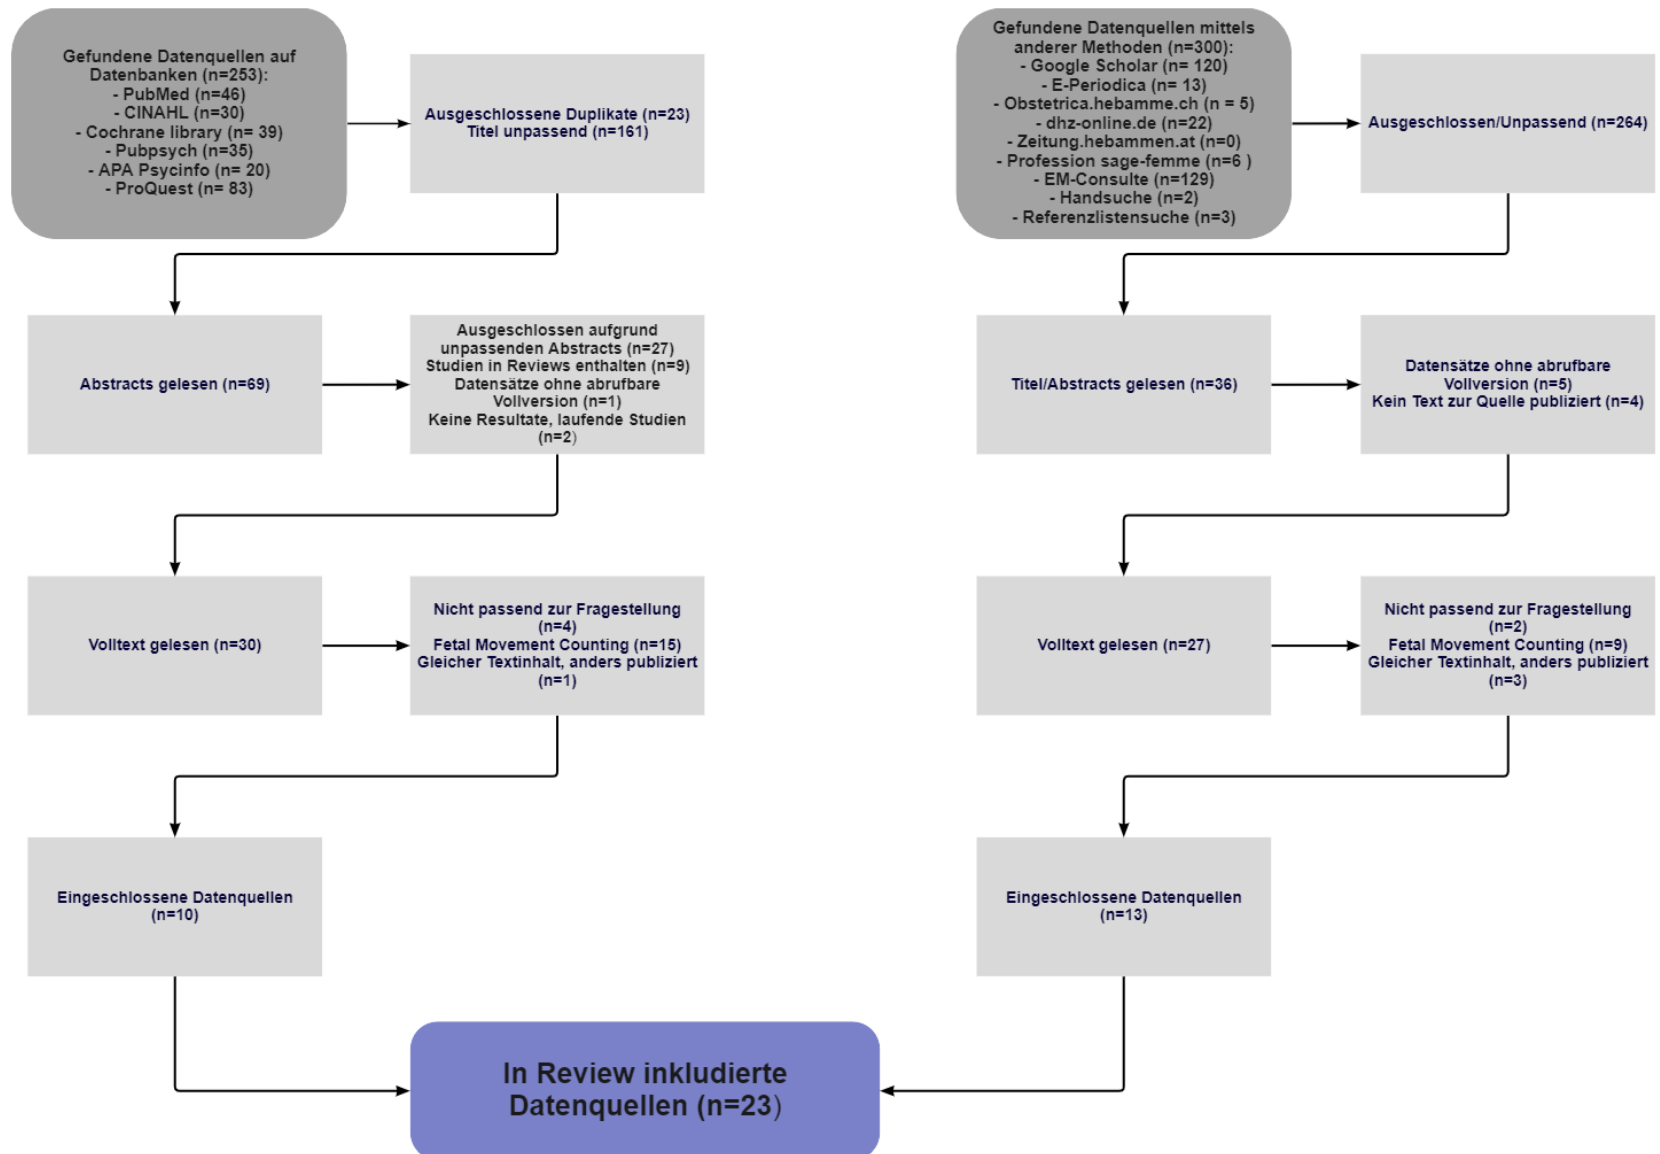 Gefundene Datenquellen auf
Datenbanken (n=253):
- PubMed (n=46)
- CINAHL (n=30)
- Cochrane library (n= 39)
- Pubpsych (n=35)
- APA Psycinfo (n= 20)
- ProQuest (n= 83)
Ausgeschlossene Duplikate (n=23)
Titel unpassend (n=161)
Abstracts gelesen (n=69)
Ausgeschlossen aufgrund
unpassenden Abstracts (n=27)
Studien in Reviews enthalten (n=9)
Datensätze ohne abrufbare
Vollversion (n=1)
Keine Resultate, laufende Studien
(n=2)
Volltext gelesen (n=30)
Nicht passend zur Fragestellung
(n=4)
Fetal Movement Counting (n=15)
Gleicher Textinhalt, anders publiziert
(n=1)
Eingeschlossene Datenquellen
(n=10)
Gefundene Datenquellen mittels
anderer Methoden (n=300):
- Google Scholar (n= 120)
- E-Periodica (n= 13)
- Obstetrica.hebamme.ch (n = 5)
- dhz-online.de (n=22)
- Zeitung.hebammen.at (n=0)
- Profession sage-femme (n=6 )
- EM-Consulte (n=129)
- Handsuche (n=2)
- Referenzlistensuche (n=3)
Ausgeschlossen/Unpassend (n=264)
Titel/Abstracts gelesen (n=36)
Datensätze ohne abrufbare
Vollversion (n=5)
Kein Text zur Quelle publiziert (n=4)
Volltext gelesen (n=27)
Nicht passend zur Fragestellung
(n=2)
Fetal Movement Counting (n=9)
Gleicher Textinhalt, anders publiziert
(n=3)
Eingeschlossene Datenquellen
(n=13)
In Review inkludierte
Datenquellen (n=23)